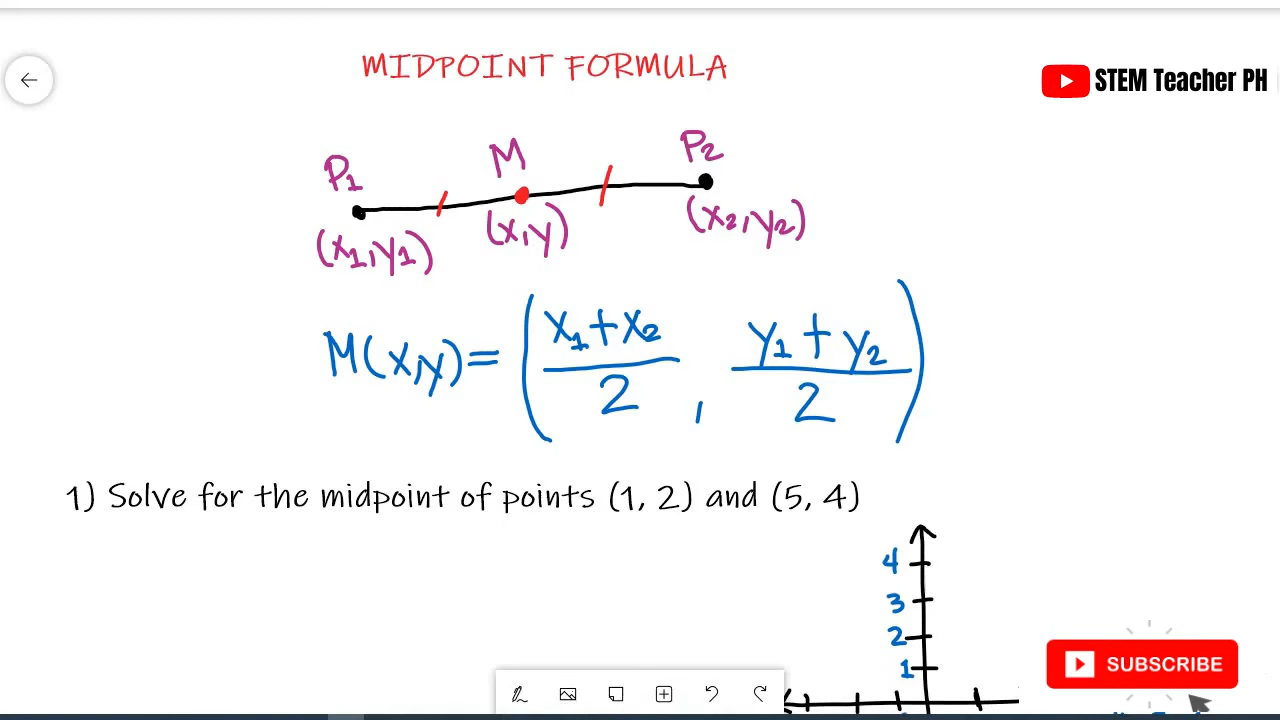 MIDPOINT FORMULA
STEM Teacher PH
P1 M P2
(x1,y1) (x,y) (x2,y2)
M(x,y)= (x1+x2/2 , y1+y2/2)
1) Solve for the midpoint of points (1, 2) and (5, 4)
4
3
2
1
SUBSCRIBE